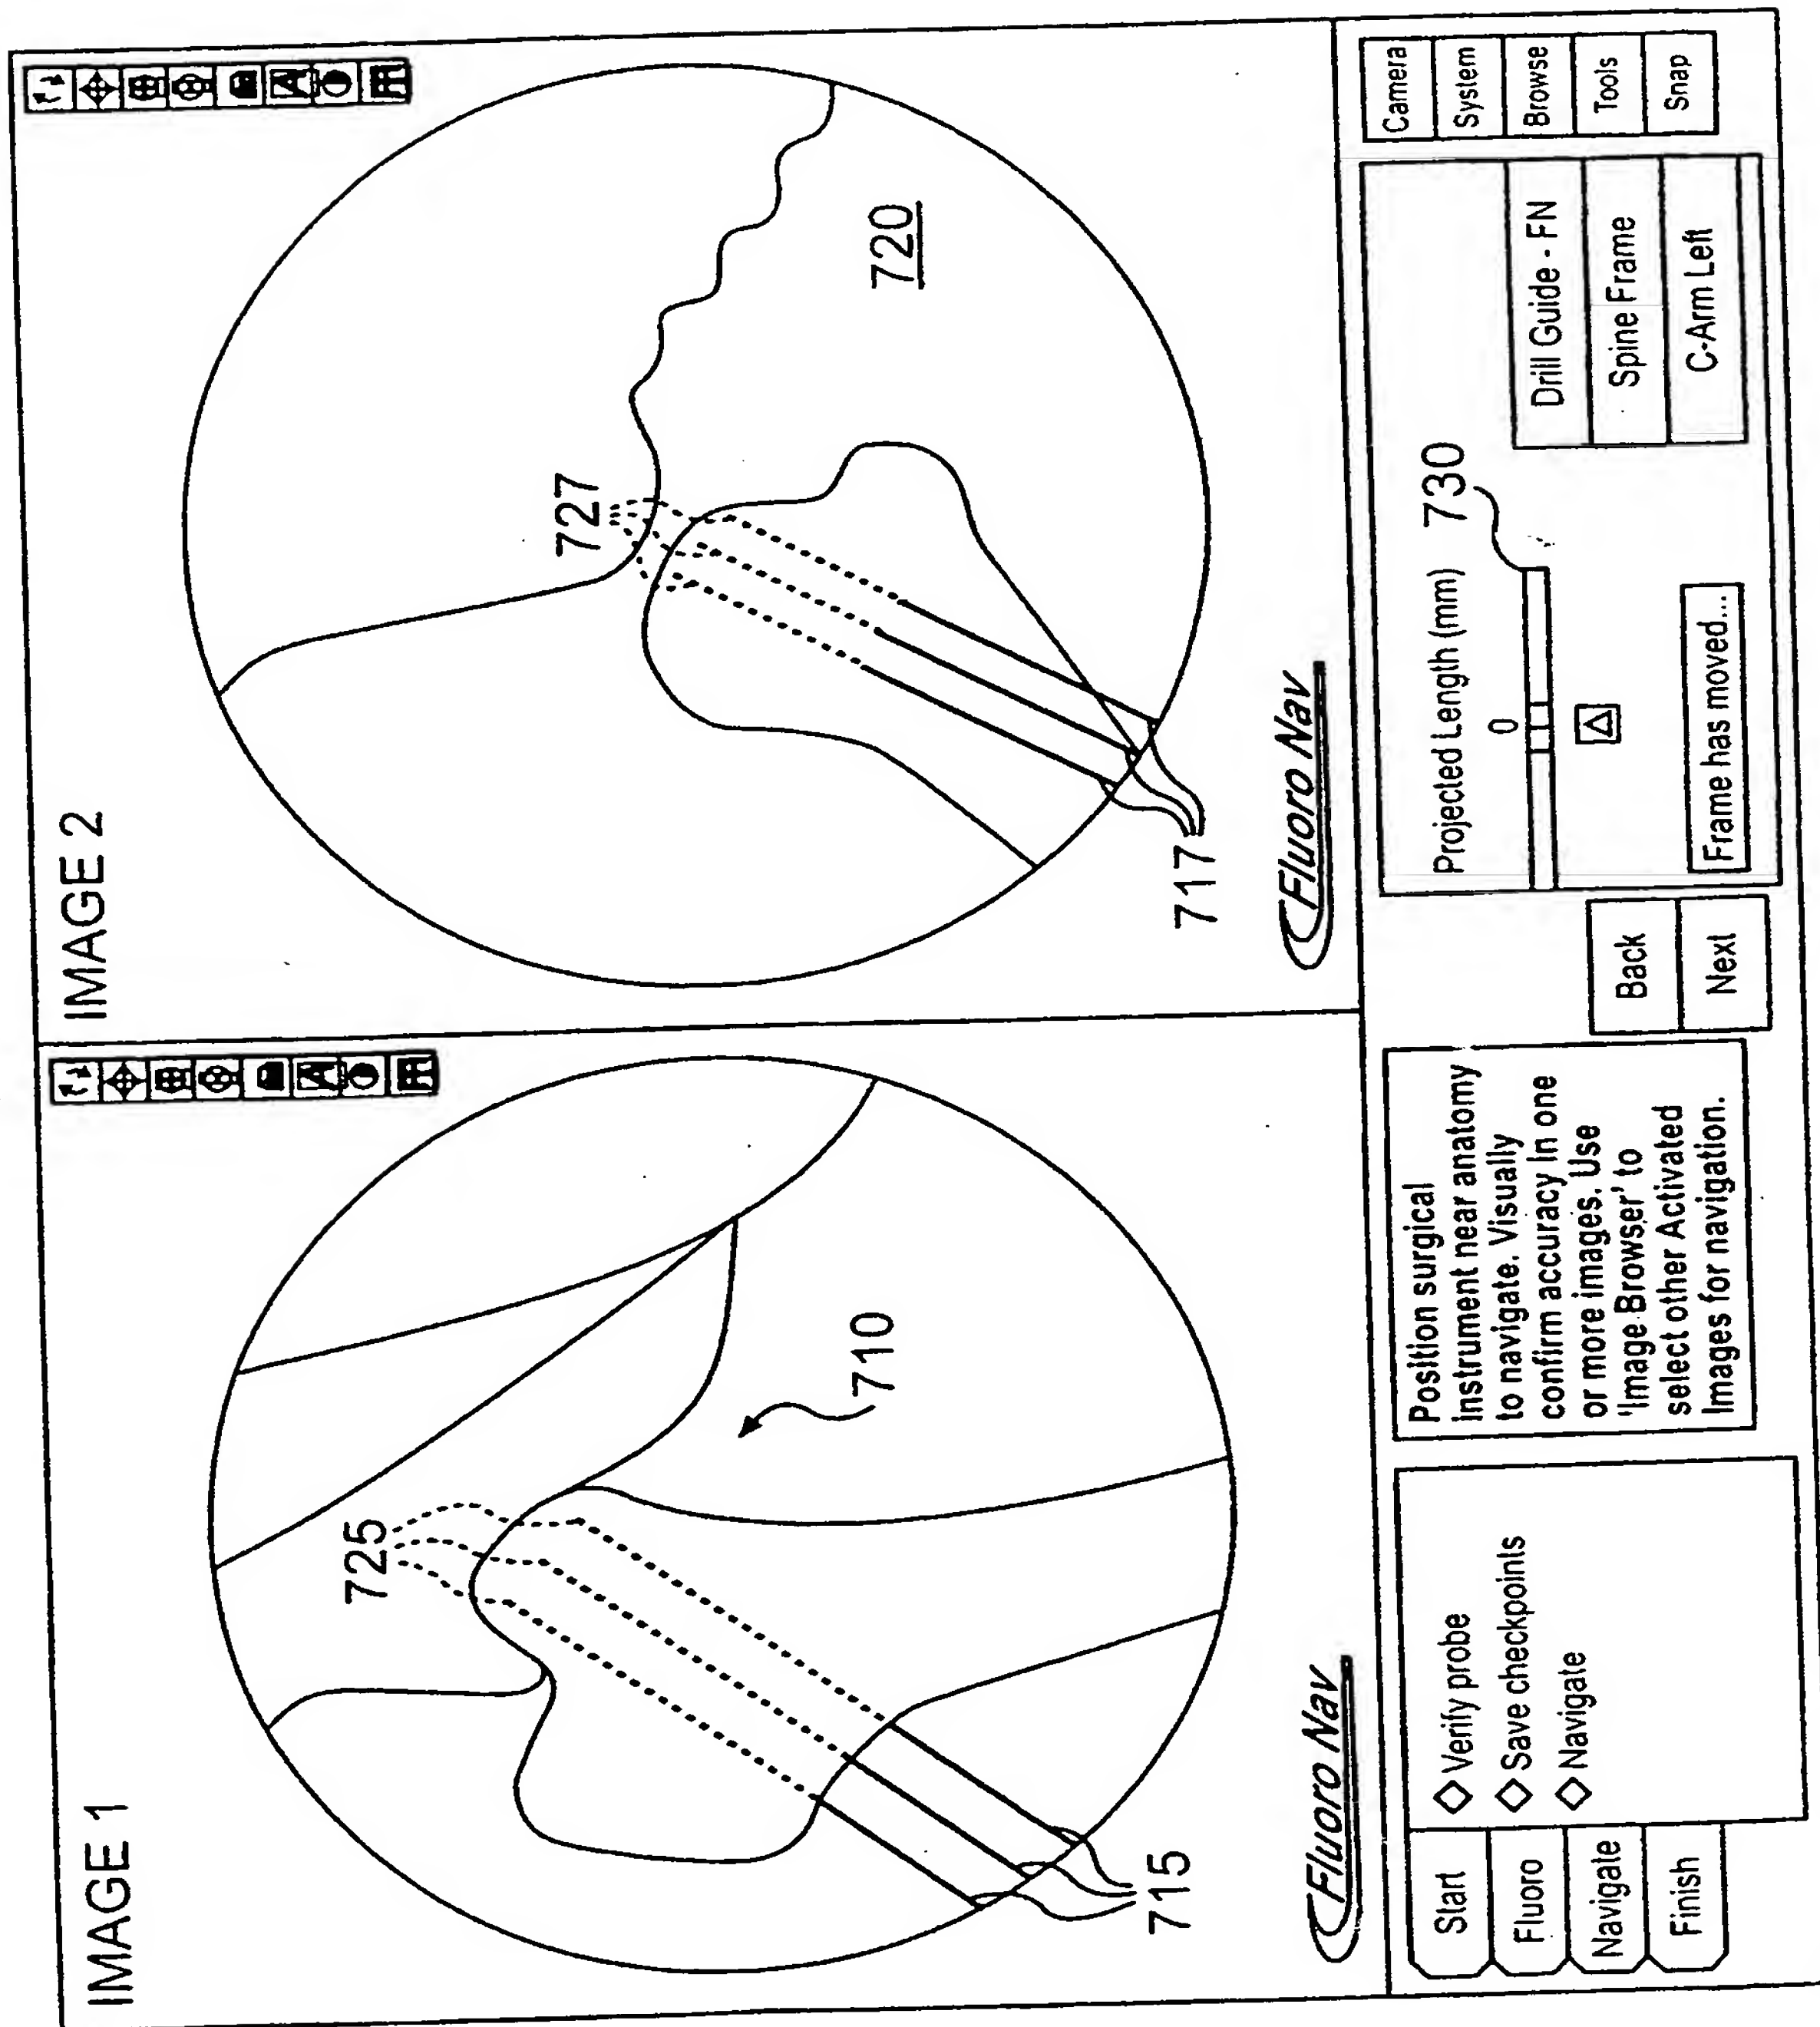 IMAGE 1
725
710
715
Fluoro Nav
IMAGE 2
727
720
717
Fluoro Nav
Start
Fluoro
Navigate
Finish
Verify probe
Save checkpoints
Navigate
Position surgical
instrument near anatomy
to navigate. Visually
confirm accuracy in one
or more images. Use
'Image Browser' to
select other Activated
Images for navigation.
Back
Next
Projected Length (mm)
730
0
Frame has moved...
Drill Guide - FN
Spine Frame
C-Arm Left
Camera
System
Browse
Tools
Snap